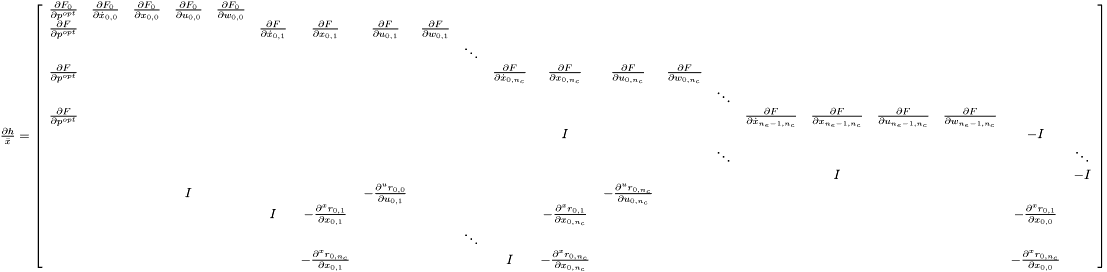 \frac{\partial F_0}{\partial p^{opt}} \frac{\partial F_0}{\partial \dot{x}_{0,0}} \frac{\partial F_0}{\partial x_{0,0}} \frac{\partial F_0}{\partial u_{0,0}} \frac{\partial F_0}{\partial w_{0,0}}
\frac{\partial F}{\partial p^{opt}} \frac{\partial F}{\partial \dot{x}_{0,1}} \frac{\partial F}{\partial x_{0,1}} \frac{\partial F}{\partial u_{0,1}} \frac{\partial F}{\partial w_{0,1}}
\ddots
\frac{\partial F}{\partial p^{opt}} \frac{\partial F}{\partial \dot{x}_{0,n_c}} \frac{\partial F}{\partial x_{0,n_c}} \frac{\partial F}{\partial u_{0,n_c}} \frac{\partial F}{\partial w_{0,n_c}}
\ddots
\frac{\partial F}{\partial p^{opt}} \frac{\partial F}{\partial \dot{x}_{n_e-1,n_c}} \frac{\partial F}{\partial x_{n_e-1,n_c}} \frac{\partial F}{\partial u_{n_e-1,n_c}} \frac{\partial F}{\partial w_{n_e-1,n_c}}
\frac{\partial h}{\bar{x}} = I -I
\ddots \ddots
I -I
I -\frac{\partial^u r_{0,0}}{\partial u_{0,1}} -\frac{\partial^u r_{0,n_c}}{\partial u_{0,n_c}}
I -\frac{\partial^x r_{0,1}}{\partial x_{0,1}} -\frac{\partial^x r_{0,1}}{\partial x_{0,n_c}} -\frac{\partial^x r_{0,1}}{\partial x_{0,0}}
\ddots
-\frac{\partial^x r_{0,n_c}}{\partial x_{0,1}} I -\frac{\partial^x r_{0,n_c}}{\partial x_{0,n_c}} -\frac{\partial^x r_{0,n_c}}{\partial x_{0,0}}